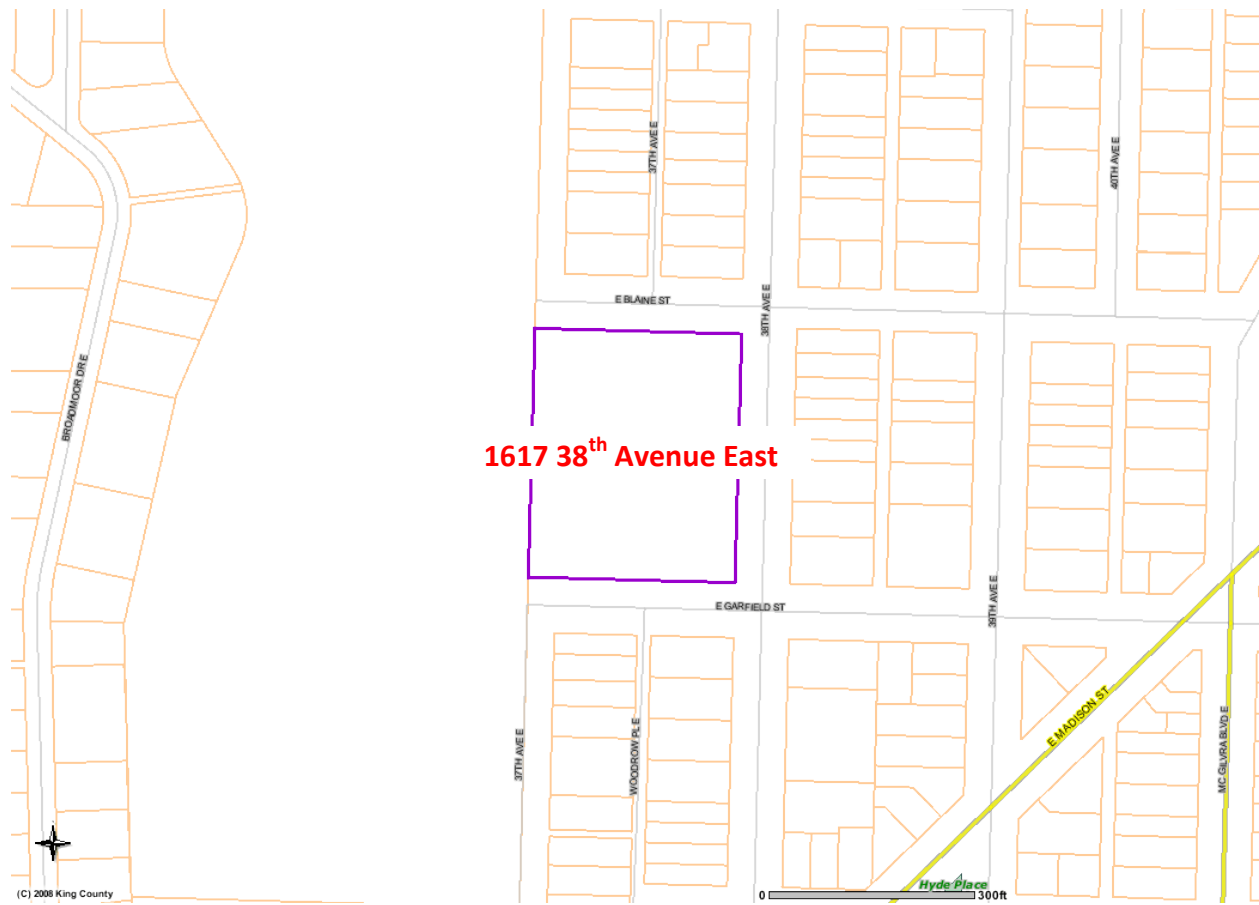 37TH AVE E
40TH AVE E
E BLAINE ST
38TH AVE E
BROADMOOR DR E
1617 38th Avenue East
39TH AVE E
E GARFIELD ST
E MADISON ST
37TH AVE E
WOODROW PL E
MC GILVRA BLVD E
Hyde Place
(C) 2008 King County
0 300ft